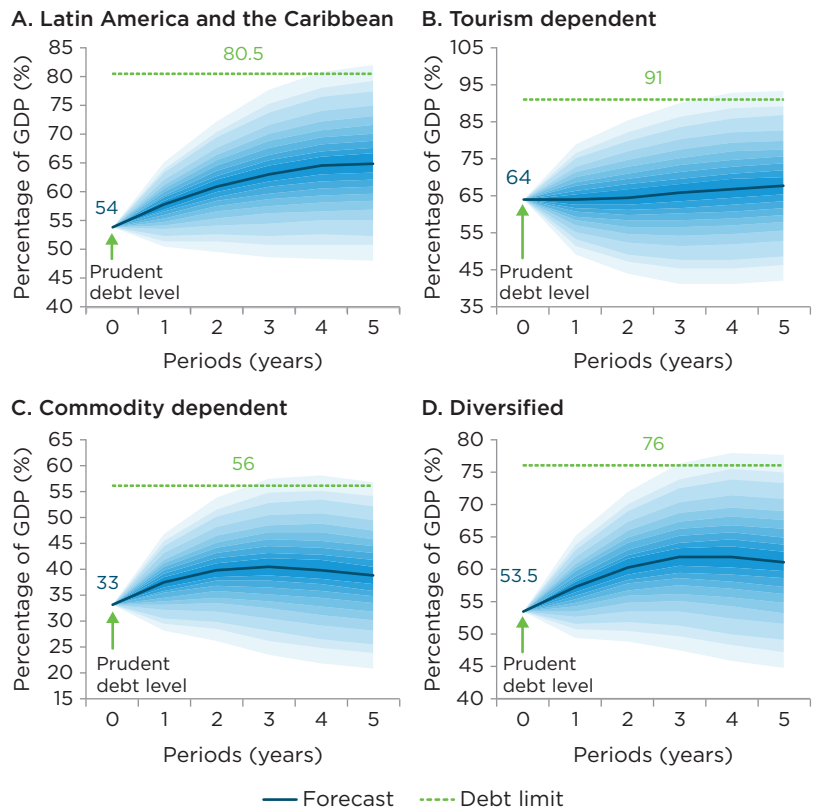 A. Latin America and the Caribbean
Percentage of GDP (%)
85
80
75
70
65
60
55
50
45
40
80.5
54
Prudent
debt level
0 1 2 3 4 5
Periods (years)
B. Tourism dependent
Percentage of GDP (%)
105
95
85
75
65
55
45
35
91
64
Prudent
debt level
0 1 2 3 4 5
Periods (years)
C. Commodity dependent
Percentage of GDP (%)
65
60
55
50
45
40
35
30
25
20
15
56
33
Prudent
debt level
0 1 2 3 4 5
Periods (years)
D. Diversified
Percentage of GDP (%)
80
75
70
65
60
55
50
45
40
76
53.5
Prudent
debt level
0 1 2 3 4 5
Periods (years)
Forecast Debt limit